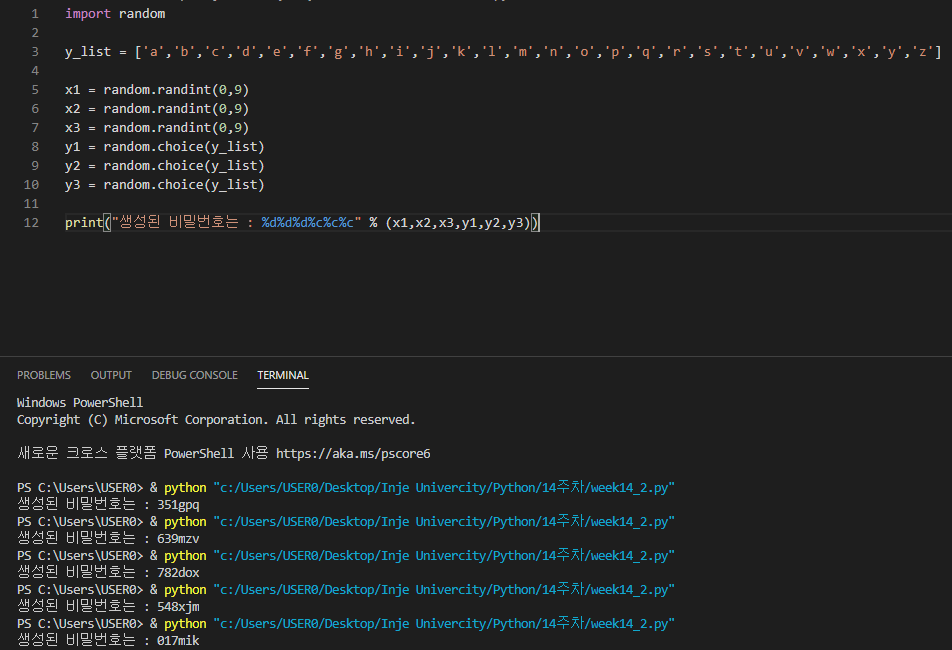 1 import random
2
3 y_list = ['a','b','c','d','e','f','g','h','i','j','k','l','m','n','o','p','q','r','s','t','u','v','w','x','y','z']
4
5 x1 = random.randint(0,9)
6 x2 = random.randint(0,9)
7 x3 = random.randint(0,9)
8 y1 = random.choice(y_list)
9 y2 = random.choice(y_list)
10 y3 = random.choice(y_list)
11
12 print("생성된 비밀번호는 : %d%d%d%c%c%c" % (x1,x2,x3,y1,y2,y3))
PROBLEMS OUTPUT DEBUG CONSOLE TERMINAL
Windows PowerShell
Copyright (C) Microsoft Corporation. All rights reserved.
새로운 크로스 플랫폼 PowerShell 사용 https://aka.ms/pscore6
PS C:\Users\USER0> & python "c:/Users/USER0/Desktop/Inje Univercity/Python/14주차/week14_2.py"
생성된 비밀번호는 : 351gpq
PS C:\Users\USER0> & python "c:/Users/USER0/Desktop/Inje Univercity/Python/14주차/week14_2.py"
생성된 비밀번호는 : 639mzv
PS C:\Users\USER0> & python "c:/Users/USER0/Desktop/Inje Univercity/Python/14주차/week14_2.py"
생성된 비밀번호는 : 782dox
PS C:\Users\USER0> & python "c:/Users/USER0/Desktop/Inje Univercity/Python/14주차/week14_2.py"
생성된 비밀번호는 : 548xjm
PS C:\Users\USER0> & python "c:/Users/USER0/Desktop/Inje Univercity/Python/14주차/week14_2.py"
생성된 비밀번호는 : 017mik